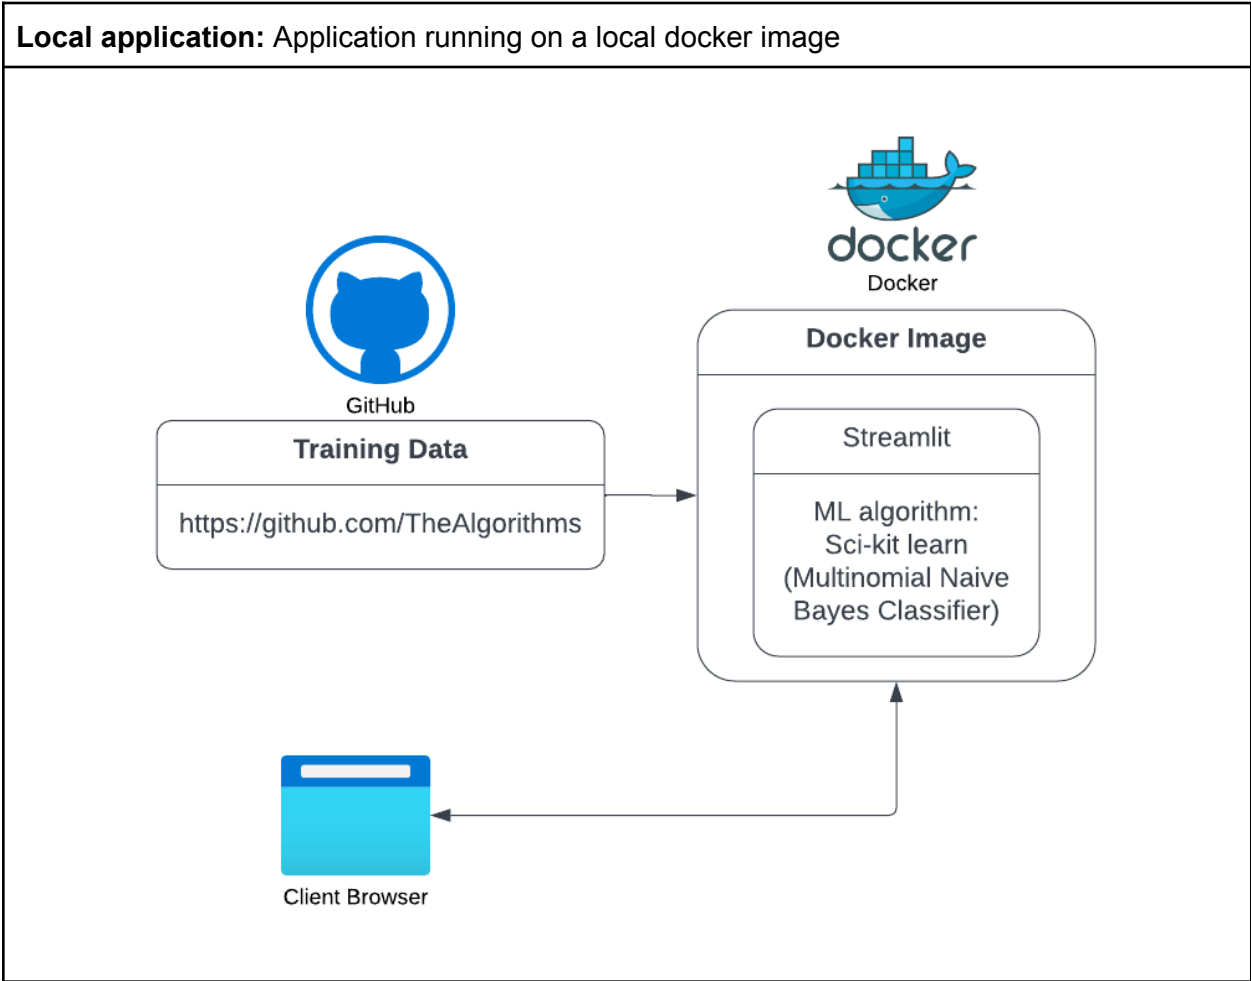 Local application: Application running on a local docker image
docker
Docker
GitHub
Docker Image
Training Data
https://github.com/TheAlgorithms
Streamlit
ML algorithm:
Sci-kit learn
(Multinomial Naive
Bayes Classifier)
Client Browser